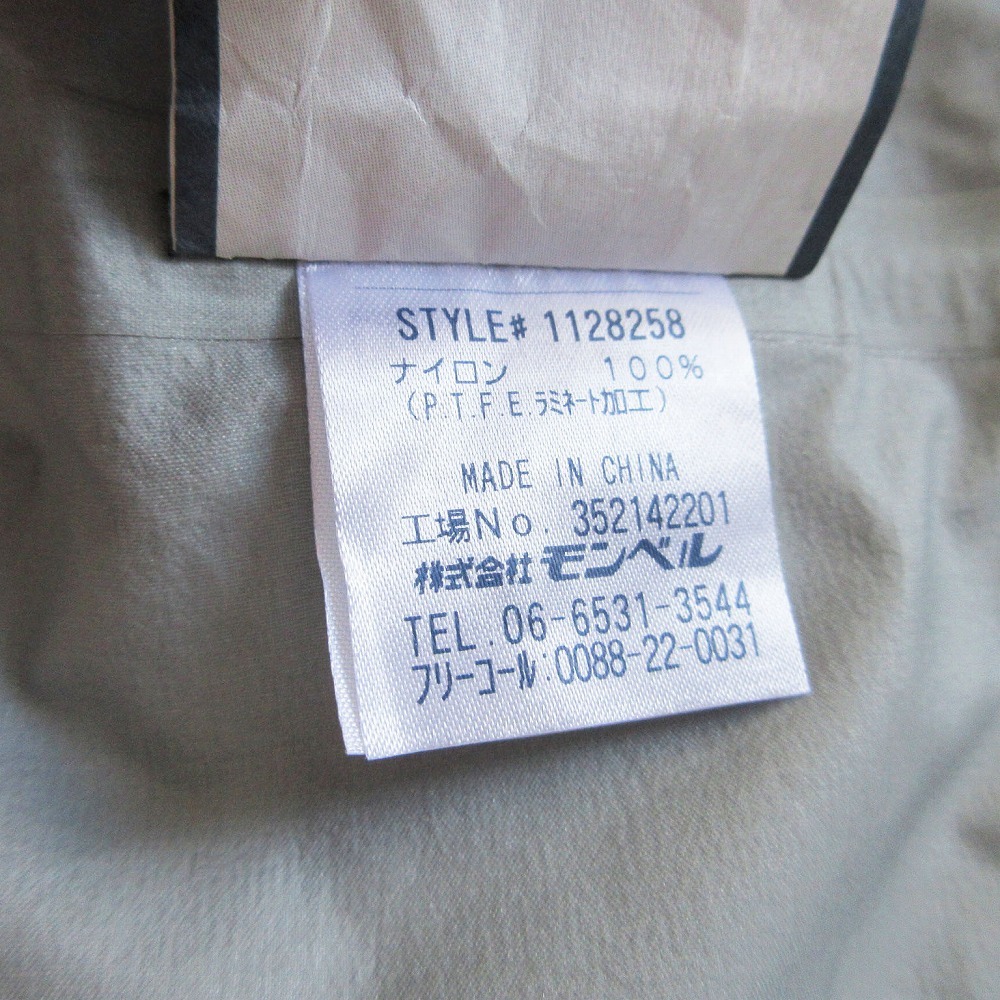 STYLE# 1128258
ナイロン 100%
(P.T.F.E.ラミネート加工)
MADE IN CHINA
工場No. 352142201
株式会社 モンベル
TEL.06-6531-3544
フリーコール:0088-22-0031